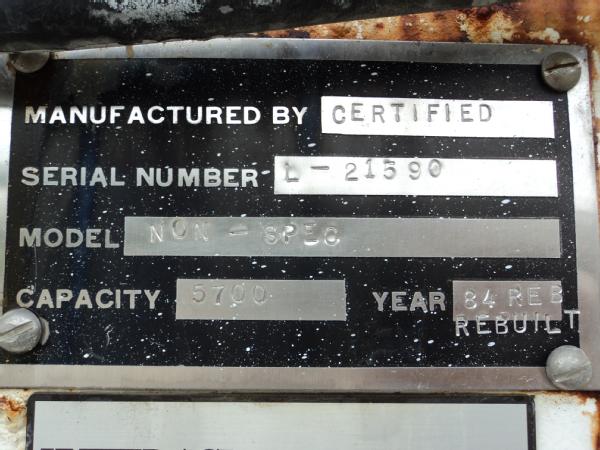 MANUFACTURED BY CERTIFIED
SERIAL NUMBER L-21590
MODEL NON-SPEC
CAPACITY 5700 YEAR 84 REB
REBUILT